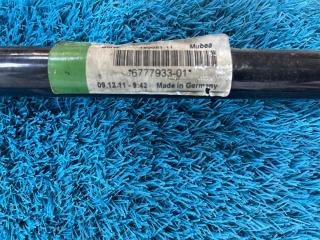 Mubea
*6777933-01*
09.12.11 - 9:42 Made in Germany